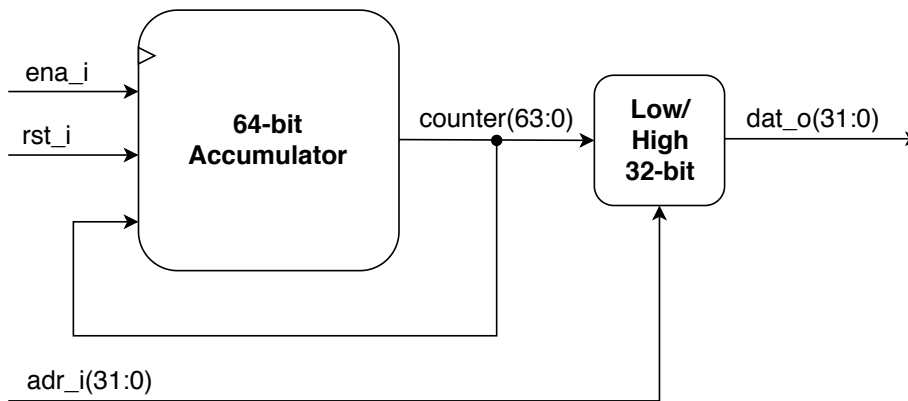 ena_i
rst_i
64-bit
Accumulator
counter(63:0)
Low/
High
32-bit
dat_o(31:0)
adr_i(31:0)